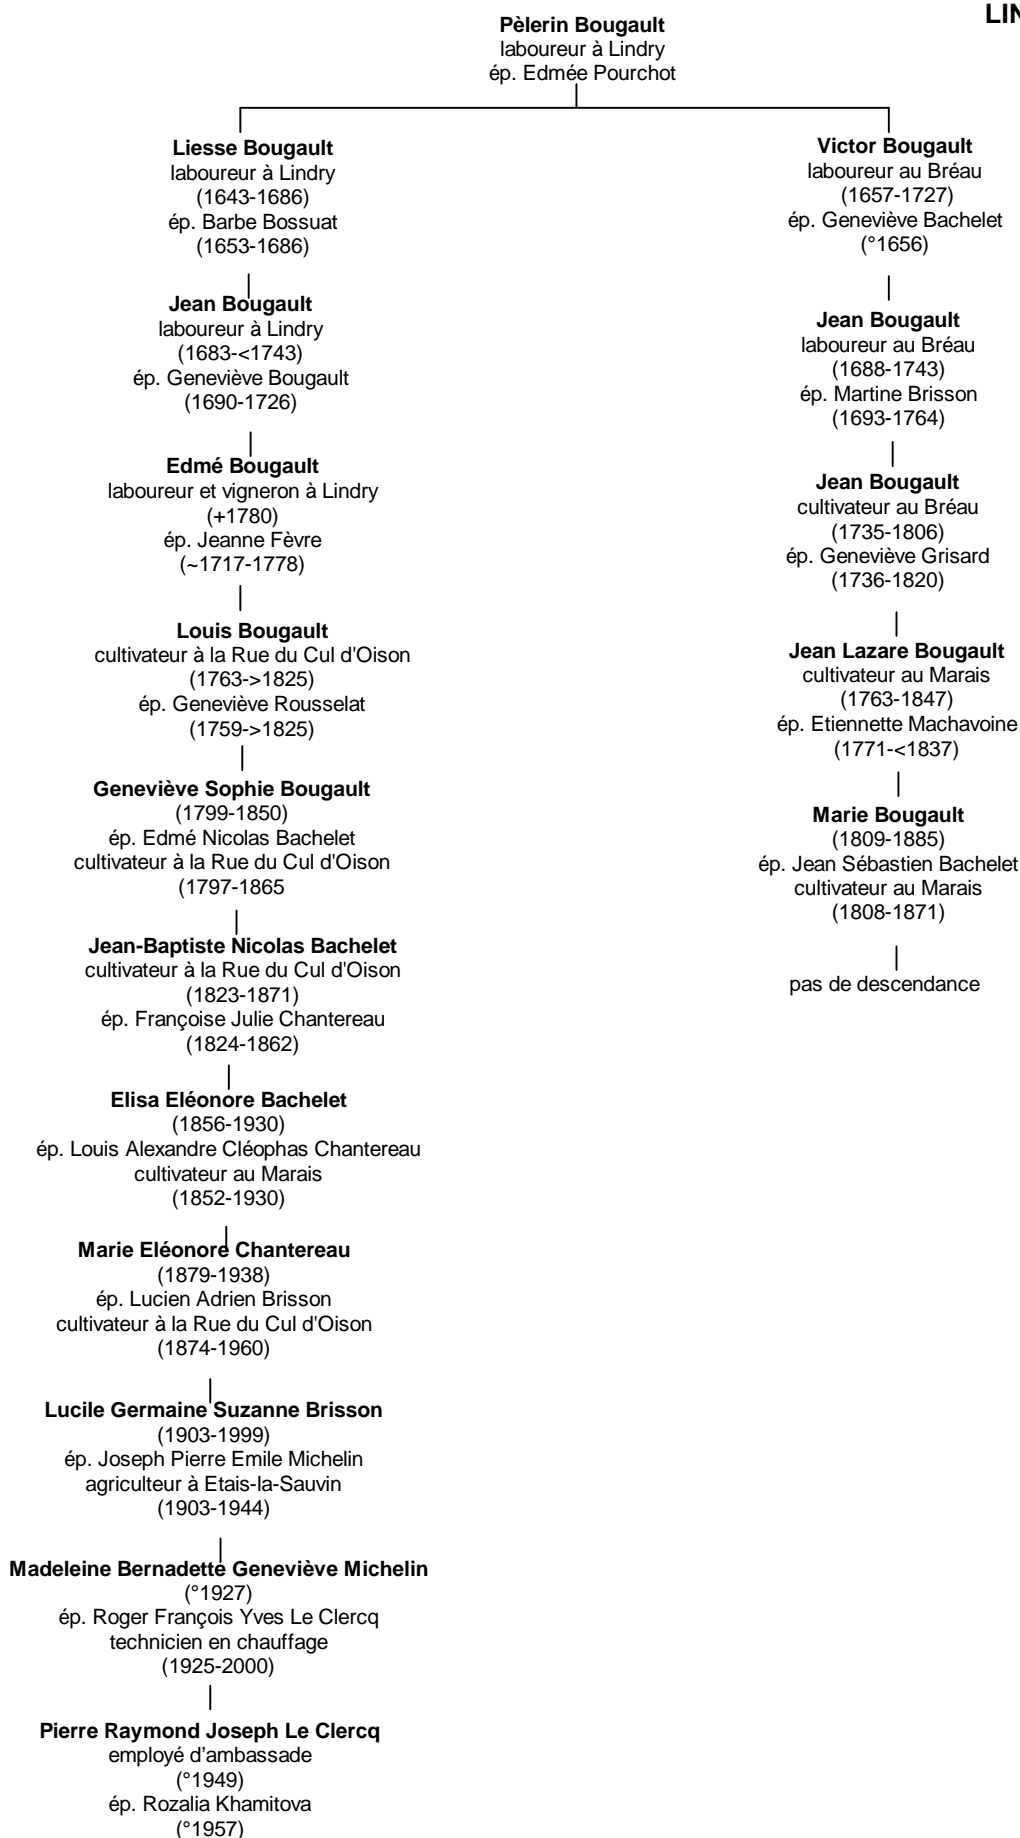 LIN
Pèlerin Bougault
laboureur à Lindry
ép. Edmée Pourchot
Liesse Bougault
laboureur à Lindry
(1643-1686)
ép. Barbe Bossuat
(1653-1686)
Jean Bougault
laboureur à Lindry
(1683-<1743)
ép. Geneviève Bougault
(1690-1726)
Edmé Bougault
laboureur et vigneron à Lindry
(+1780)
ép. Jeanne Fèvre
(~1717-1778)
Louis Bougault
cultivateur à la Rue du Cul d'Oison
(1763->1825)
ép. Geneviève Rousselat
(1759->1825)
Geneviève Sophie Bougault
(1799-1850)
ép. Edmé Nicolas Bachelet
cultivateur à la Rue du Cul d'Oison
(1797-1865
Jean-Baptiste Nicolas Bachelet
cultivateur à la Rue du Cul d'Oison
(1823-1871)
ép. Françoise Julie Chantereau
(1824-1862)
Elisa Eléonore Bachelet
(1856-1930)
ép. Louis Alexandre Cléophas Chantereau
cultivateur au Marais
(1852-1930)
Marie Eléonore Chantereau
(1879-1938)
ép. Lucien Adrien Brisson
cultivateur à la Rue du Cul d'Oison
(1874-1960)
Lucile Germaine Suzanne Brisson
(1903-1999)
ép. Joseph Pierre Emile Michelin
agriculteur à Etais-la-Sauvin
(1903-1944)
Madeleine Bernadette Geneviève Michelin
(°1927)
ép. Roger François Yves Le Clercq
technicien en chauffage
(1925-2000)
Pierre Raymond Joseph Le Clercq
employé d’ambassade
(°1949)
ép. Rozalia Khamitova
(°1957)
Victor Bougault
laboureur au Bréau
(1657-1727)
ép. Geneviève Bachelet
(°1656)
Jean Bougault
laboureur au Bréau
(1688-1743)
ép. Martine Brisson
(1693-1764)
Jean Bougault
cultivateur au Bréau
(1735-1806)
ép. Geneviève Grisard
(1736-1820)
Jean Lazare Bougault
cultivateur au Marais
(1763-1847)
ép. Etiennette Machavoine
(1771-<1837)
Marie Bougault
(1809-1885)
ép. Jean Sébastien Bachelet
cultivateur au Marais
(1808-1871)
pas de descendance